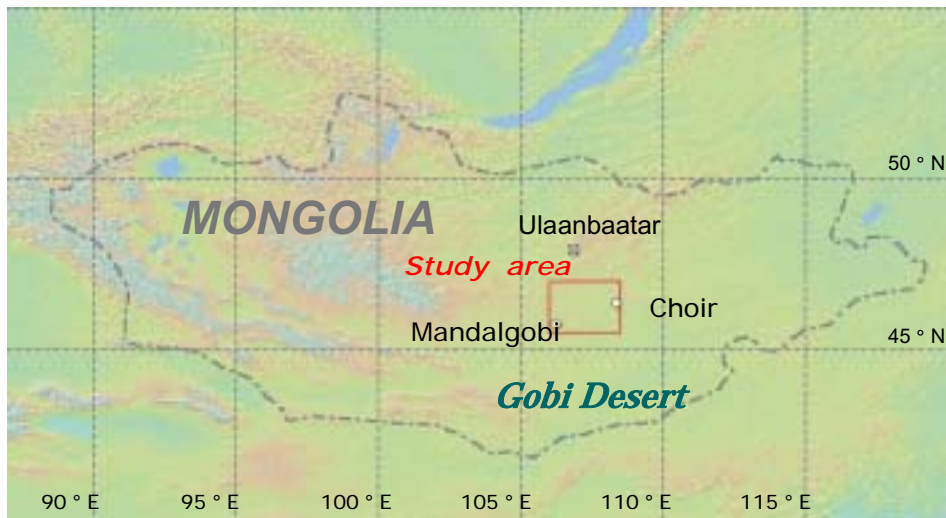 50 ° N
MONGOLIA
Ulaanbaatar
Study area
Choir
Mandalgobi
45 ° N
Gobi Desert
90 ° E 95 ° E 100 ° E 105 ° E 110 ° E 115 ° E